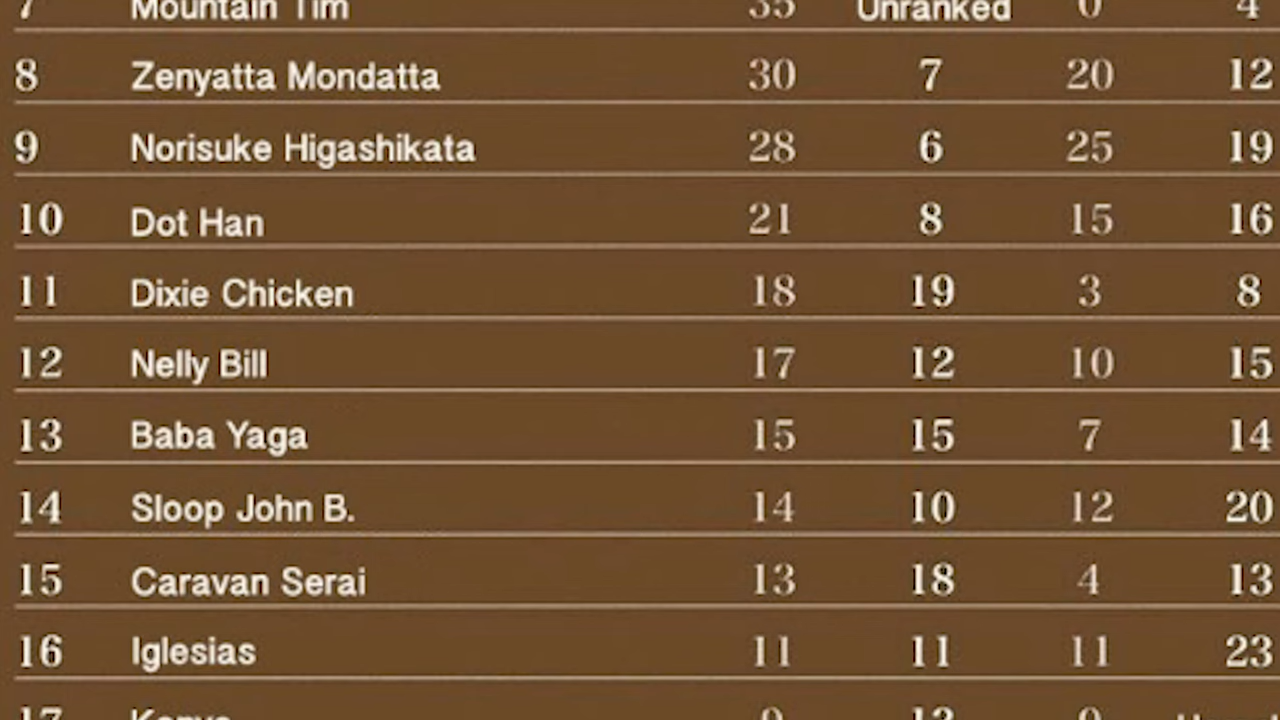 7 Mountain Tim 35 Unranked 0 4
8 Zenyatta Mondatta 30 7 20 12
9 Norisuke Higashikata 28 6 25 19
10 Dot Han 21 8 15 16
11 Dixie Chicken 18 19 3 8
12 Nelly Bill 17 12 10 15
13 Baba Yaga 15 15 7 14
14 Sloop John B. 14 10 12 20
15 Caravan Serai 13 18 4 13
16 Iglesias 11 11 11 23
17 9 13 9